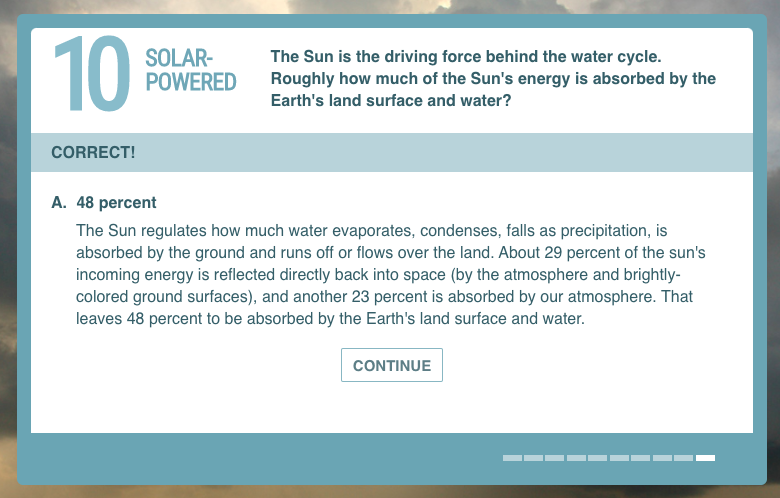 10
SOLAR-
POWERED
The Sun is the driving force behind the water cycle.
Roughly how much of the Sun's energy is absorbed by the
Earth's land surface and water?
CORRECT!
A. 48 percent
The Sun regulates how much water evaporates, condenses, falls as precipitation, is
absorbed by the ground and runs off or flows over the land. About 29 percent of the sun's
incoming energy is reflected directly back into space (by the atmosphere and brightly-
colored ground surfaces), and another 23 percent is absorbed by our atmosphere. That
leaves 48 percent to be absorbed by the Earth's land surface and water.
CONTINUE